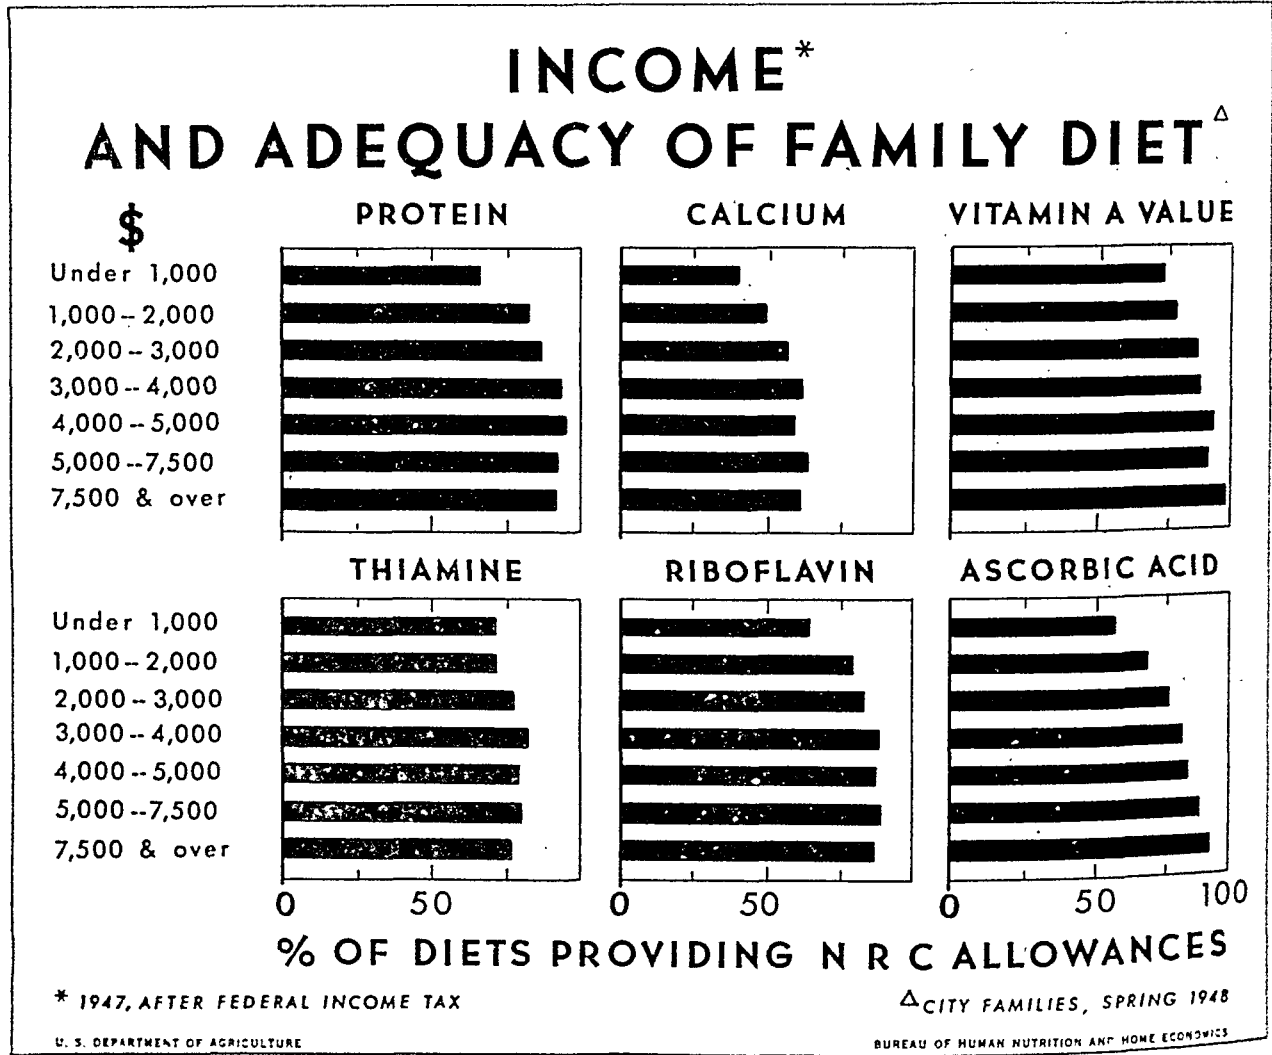 INCOME*
AND ADEQUACY OF FAMILY DIET Δ
$
PROTEIN CALCIUM VITAMIN A VALUE
Under 1,000
1,000--2,000
2,000--3,000
3,000--4,000
4,000--5,000
5,000--7,500
7,500 & over
THIAMINE RIBOFLAVIN ASCORBIC ACID
Under 1,000
1,000--2,000
2,000--3,000
3,000--4,000
4,000--5,000
5,000--7,500
7,500 & over
0 50 0 50 0 50 100
% OF DIETS PROVIDING N R C ALLOWANCES
* 1947, AFTER FEDERAL INCOME TAX Δ CITY FAMILIES, SPRING 1948
U. S. DEPARTMENT OF AGRICULTURE BUREAU OF HUMAN NUTRITION AND HOME ECONOMICS